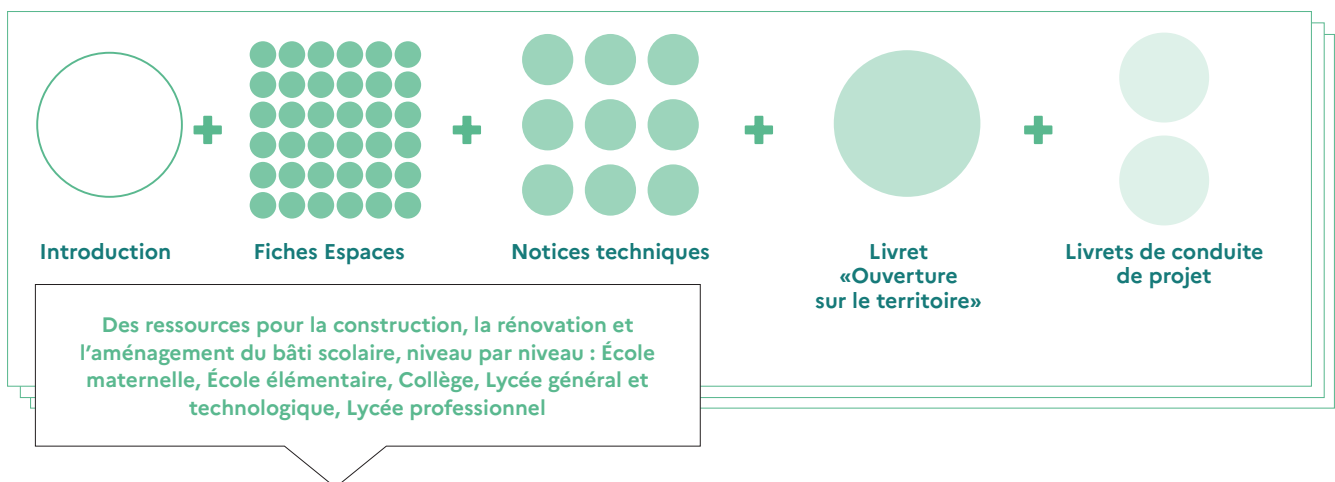 Introduction
Fiches Espaces
Notices techniques
Livret
«Ouverture
sur le territoire»
Livrets de conduite
de projet
Des ressources pour la construction, la rénovation et
l'aménagement du bâti scolaire, niveau par niveau : École
maternelle, École élémentaire, Collège, Lycée général et
technologique, Lycée professionnel